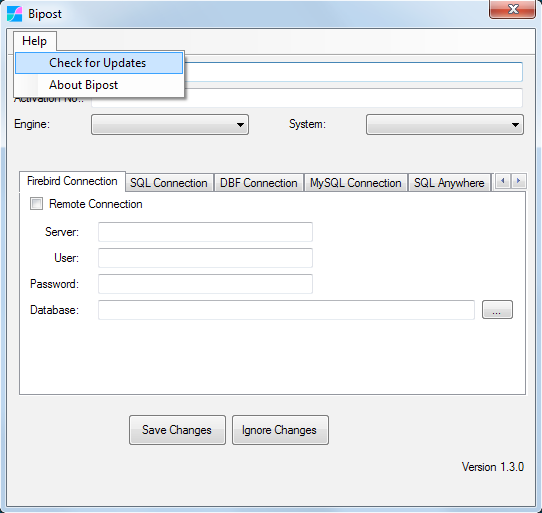 Bipost
Help
Check for Updates
About Bipost
Activation No.:
Engine: System:
Firebird Connection SQL Connection DBF Connection MySQL Connection SQL Anywhere
Remote Connection
Server:
User:
Password:
Database: ...
Save Changes Ignore Changes
Version 1.3.0